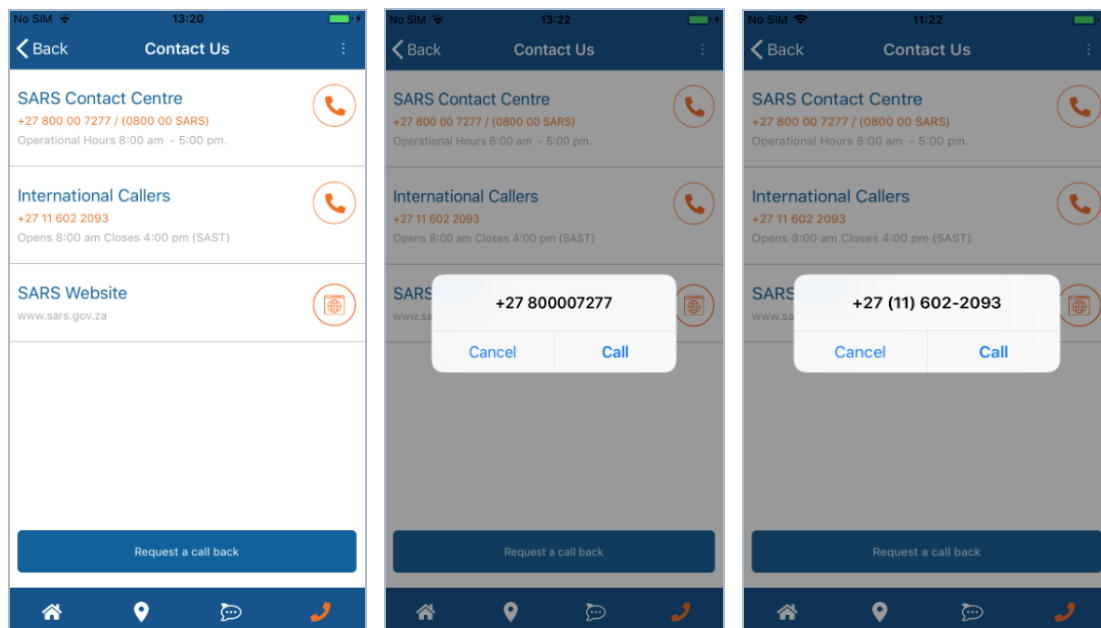 No SIM 13:20
Back Contact Us
SARS Contact Centre
+27 800 00 7277 / (0800 00 SARS)
Operational Hours 8:00 am – 5:00 pm.
International Callers
+27 11 602 2093
Opens 8:00 am Closes 4:00 pm (SAST)
SARS Website
www.sars.gov.za
Request a call back
No SIM 13:22
Back Contact Us
SARS Contact Centre
+27 800 00 7277 / (0800 00 SARS)
Operational Hours 8:00 am – 5:00 pm.
International Callers
+27 11 602 2093
Opens 8:00 am Closes 4:00 pm (SAST)
SARS
www.sa
+27 800007277
Cancel Call
Request a call back
No SIM 11:22
Back Contact Us
SARS Contact Centre
+27 800 00 7277 / (0800 00 SARS)
Operational Hours 8:00 am – 5:00 pm.
International Callers
+27 11 602 2093
Opens 8:00 am Closes 4:00 pm (SAST)
SARS
www.sa
+27 (11) 602-2093
Cancel Call
Request a call back